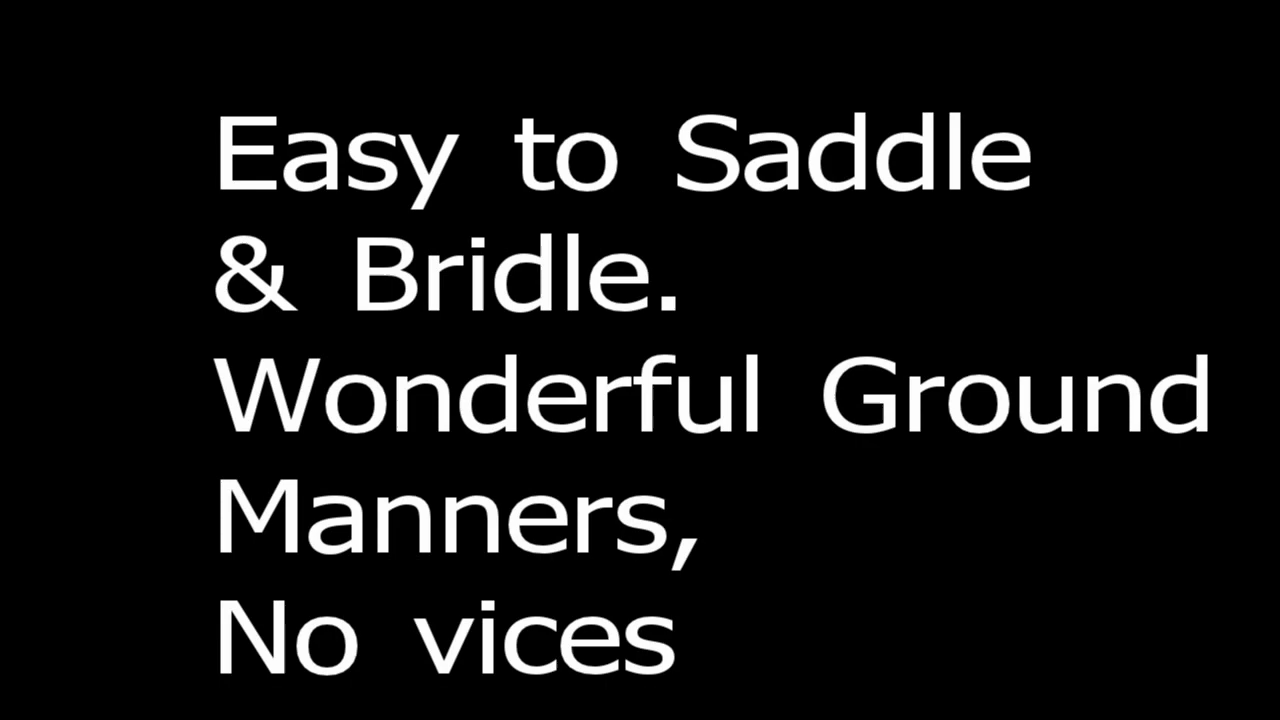 Easy to Saddle
& Bridle.
Wonderful Ground
Manners,
No vices